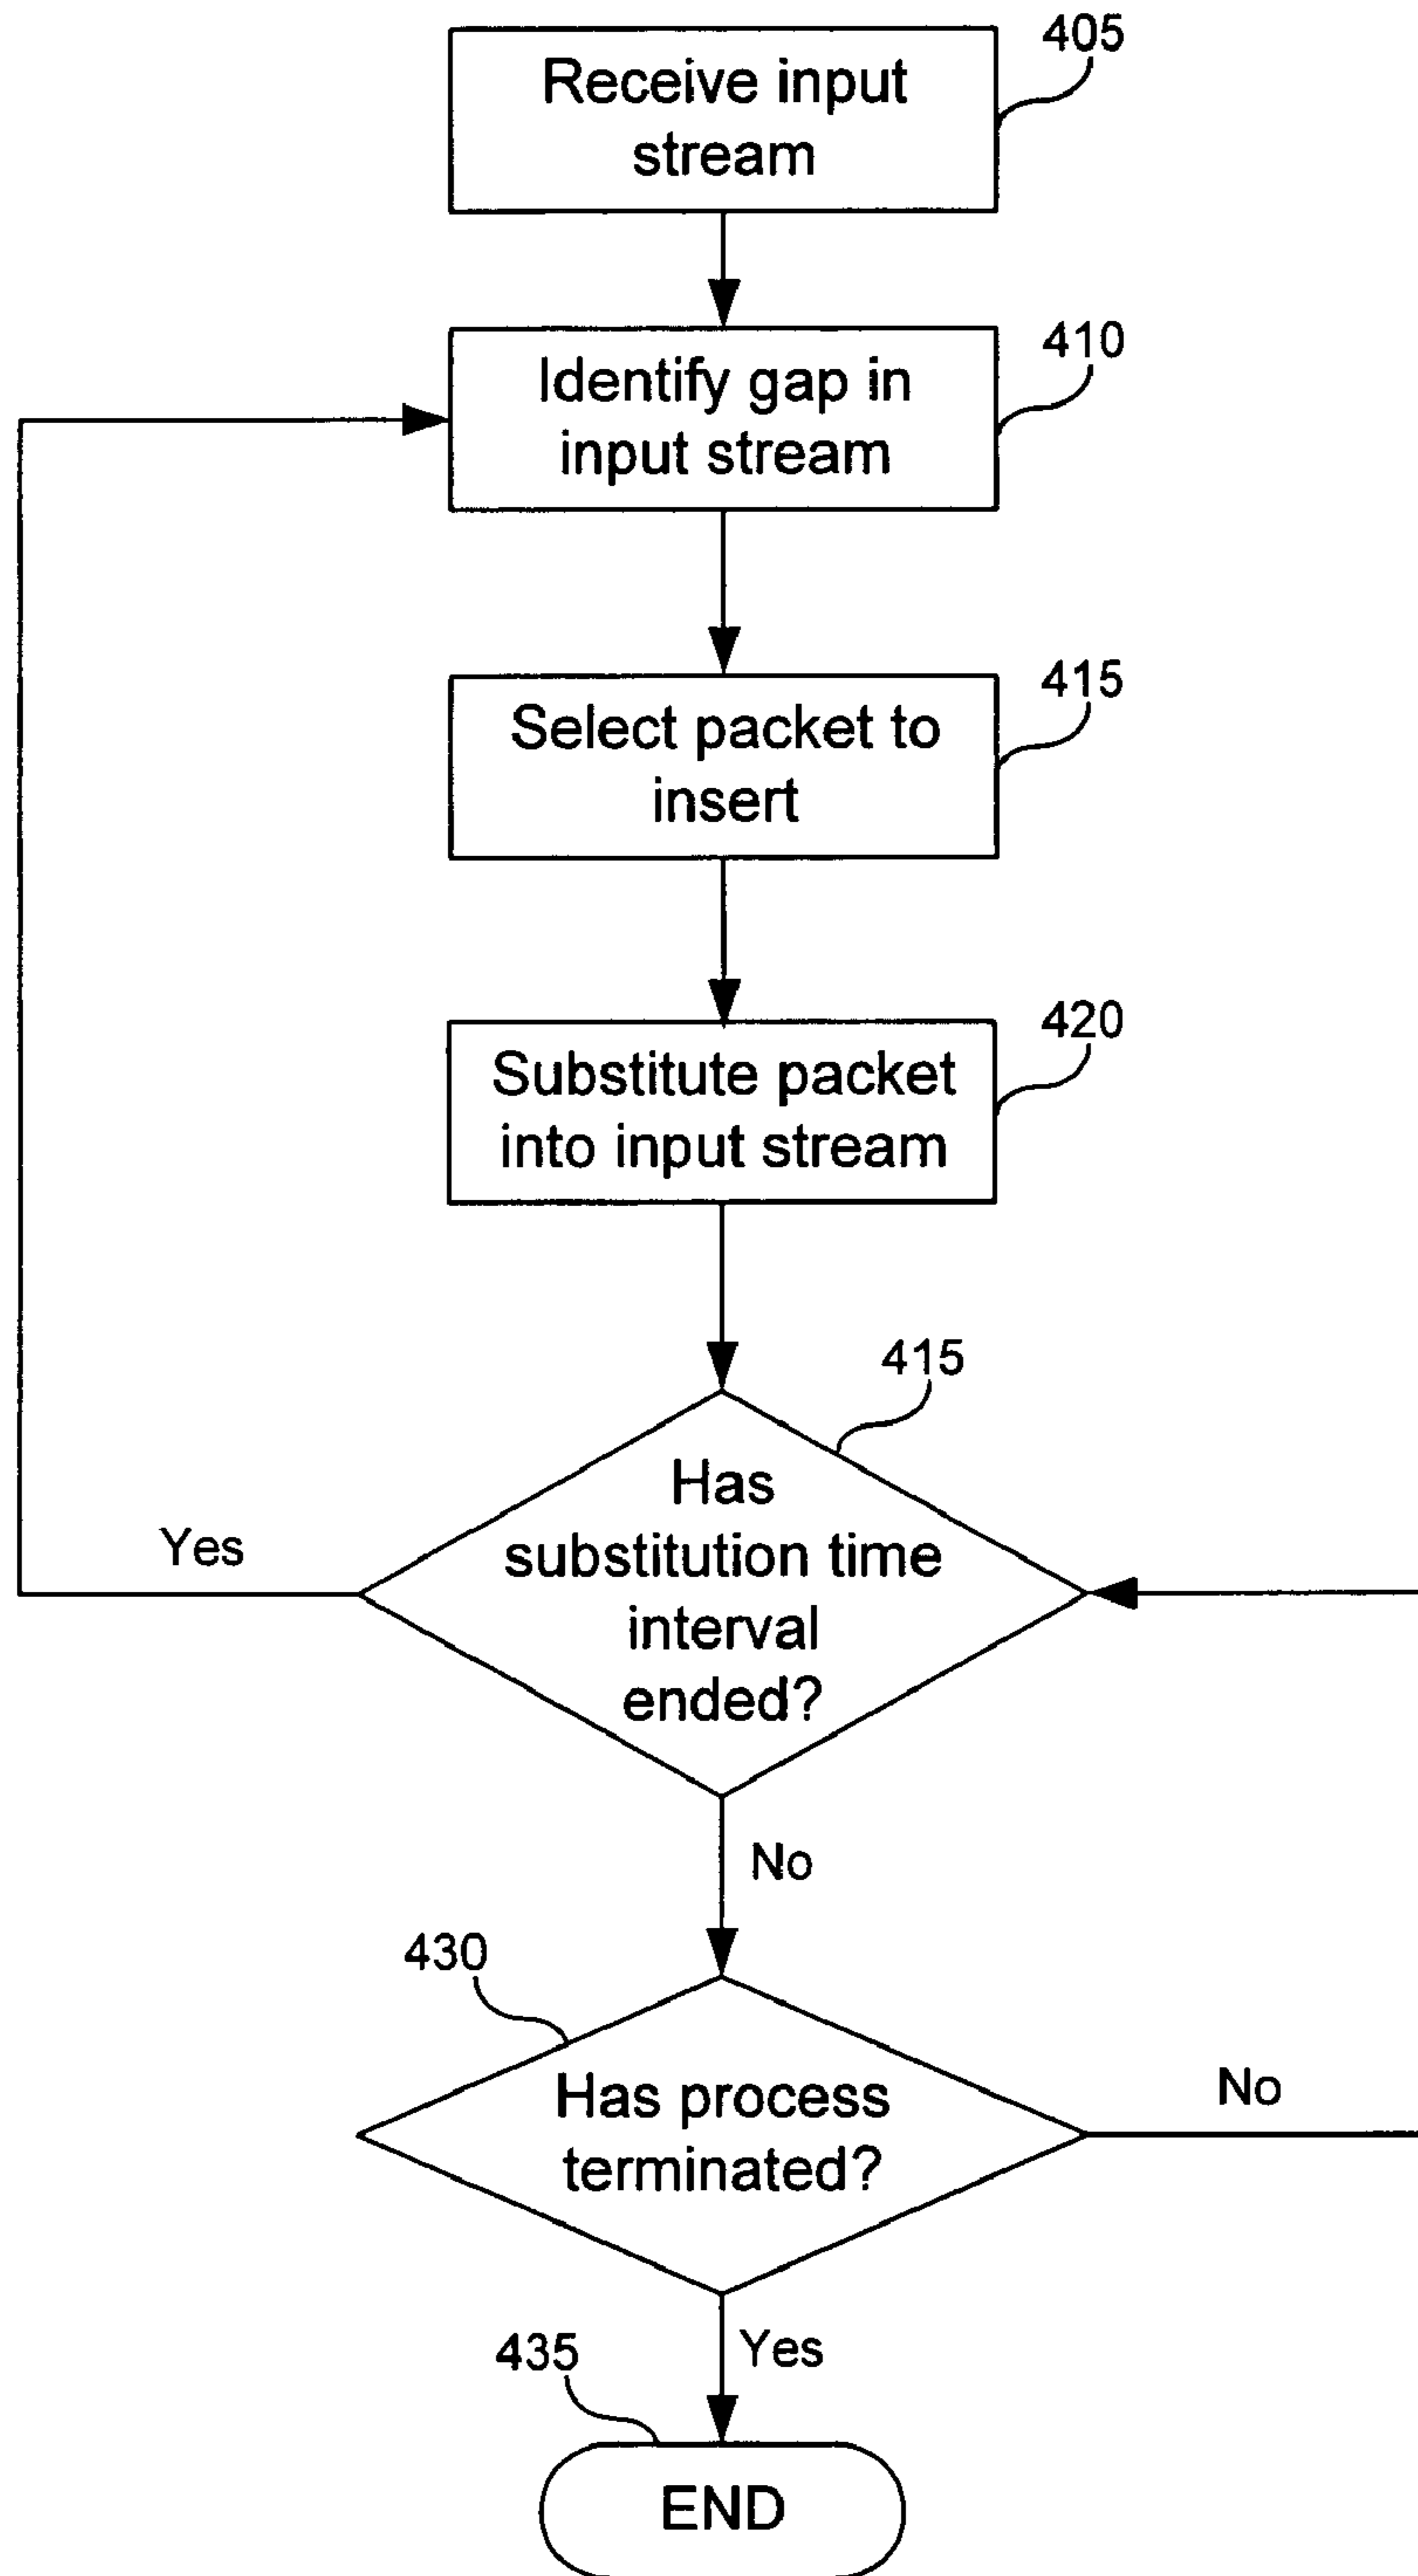 405
Receive input
stream
410
Identify gap in
input stream
415
Select packet to
insert
420
Substitute packet
into input stream
415
Has
substitution time
interval
ended?
Yes
No
430
Has process
terminated?
No
Yes
435
END